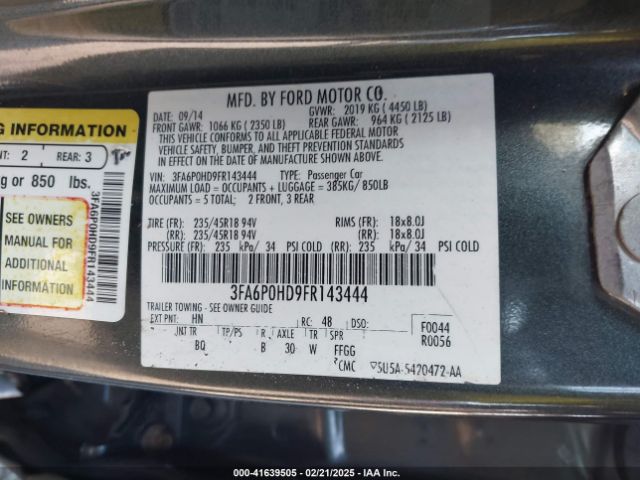 G INFORMATION
NT: 2 REAR: 3
kg or 850 lbs.
SEE OWNERS
MANUAL FOR
ADDITIONAL
INFORMATION
3FA6P0HD9FR143444
MFD. BY FORD MOTOR CO.
09/14 GVWR: 2019 KG ( 4450 LB)
FRONT GAWR: 1066 KG ( 2350 LB) REAR GAWR: 964 KG ( 2125 LB)
THIS VEHICLE CONFORMS TO ALL APPLICABLE FEDERAL MOTOR
VEHICLE SAFETY, BUMPER, AND THEFT PREVENTION STANDARDS
IN EFFECT ON THE DATE OF MANUFACTURE SHOWN ABOVE.
VIN: 3FA6P0HD9FR143444 TYPE: Passenger Car
MAXIMUM LOAD = OCCUPANTS + LUGGAGE = 385KG/850LB
OCCUPANTS = 5 TOTAL; 2 FRONT, 3 REAR
TIRE (FR): 235/45R18 94V RIMS (FR): 18x8.0J
(RR): 235/45R18 94V (RR): 18x8.0J
PRESSURE (FR): 235 kPa/ 34 PSI COLD (RR): 235 kPa/ 34 PSI COLD
3FA6P0HD9FR143444
TRAILER TOWING - SEE OWNER GUIDE
EXT PNT: HN RC: 48 DSO: F0044
R0056
INT TR TP/PS R AXLE TR SPR
BQ B 30 W FFGG
CMC 5U5A-5420472-AA
© COPART - 41639505 - 02/21/2025 - IAA Inc.